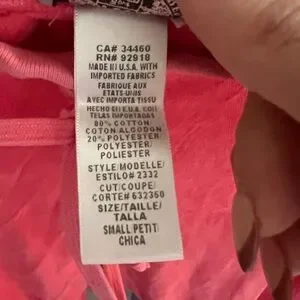 CA# 34460
RN# 92918
MADE IN U.S.A. WITH
IMPORTED FABRICS
FABRIQUE AUX
ETATS-UNIS
AVEC IMPORTA TISSU
HECHO EN E.U.A. CON
TELAS IMPORTADAS
80% COTTON
COTON ALGODON
20% POLYESTER/
POLYESTER/
POLIESTER
STYLE/MODELLE/
ESTILO# 2332
CUT/COUPE/
CORTE# 632360
SIZE/TAILLE/
TALLA
SMALL/PETIT/
CHICA